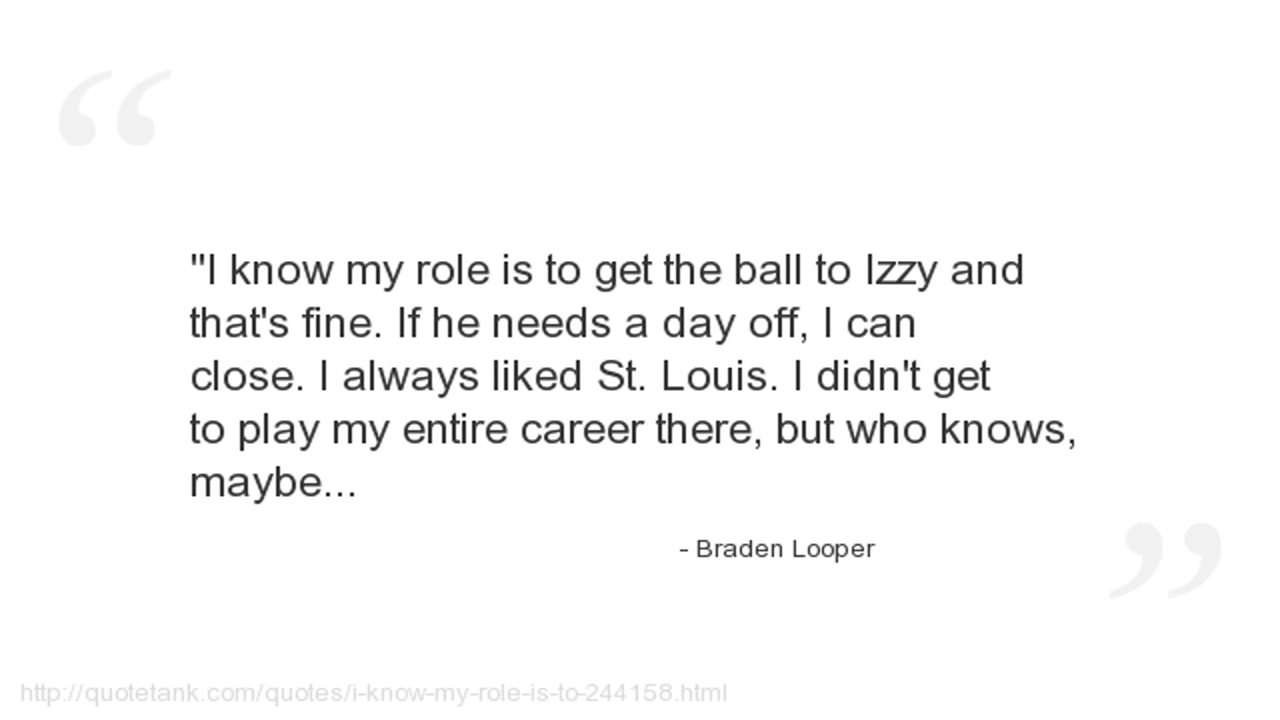 “
"I know my role is to get the ball to Izzy and
that's fine. If he needs a day off, I can
close. I always liked St. Louis. I didn't get
to play my entire career there, but who knows,
maybe...
- Braden Looper
”
http://quotetank.com/quotes/i-know-my-role-is-to-244158.html